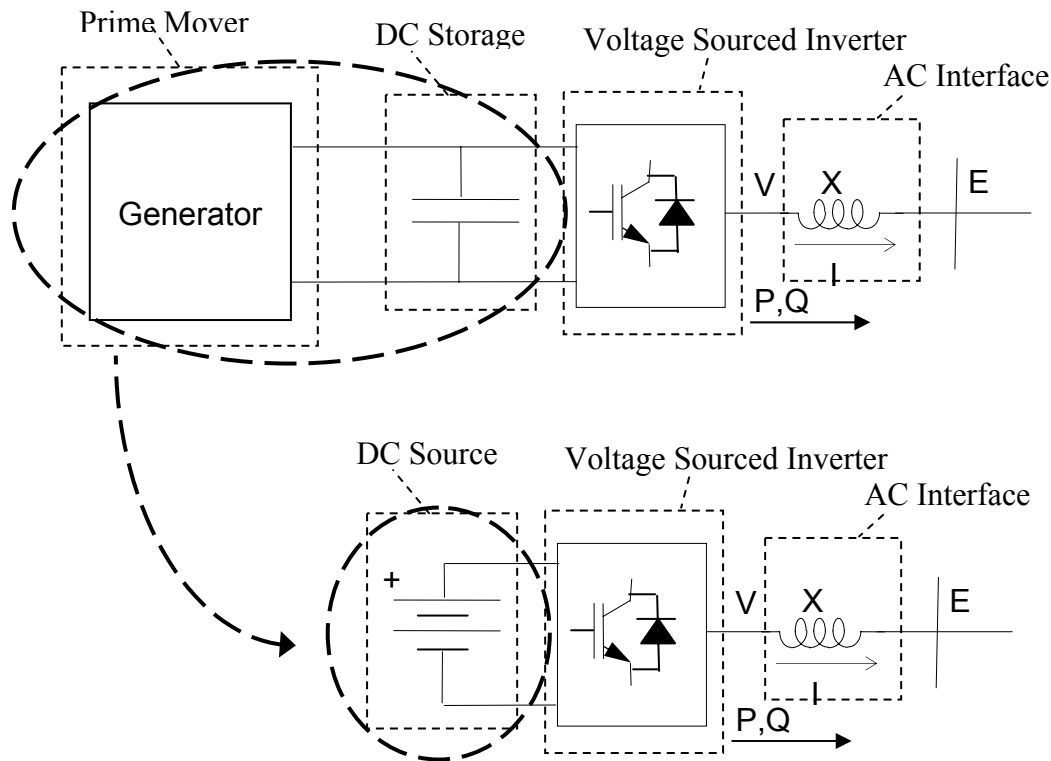 Prime Mover
DC Storage
Voltage Sourced Inverter
AC Interface
Generator
V
X
E
I
P,Q
DC Source
Voltage Sourced Inverter
AC Interface
+
V
X
E
I
P,Q